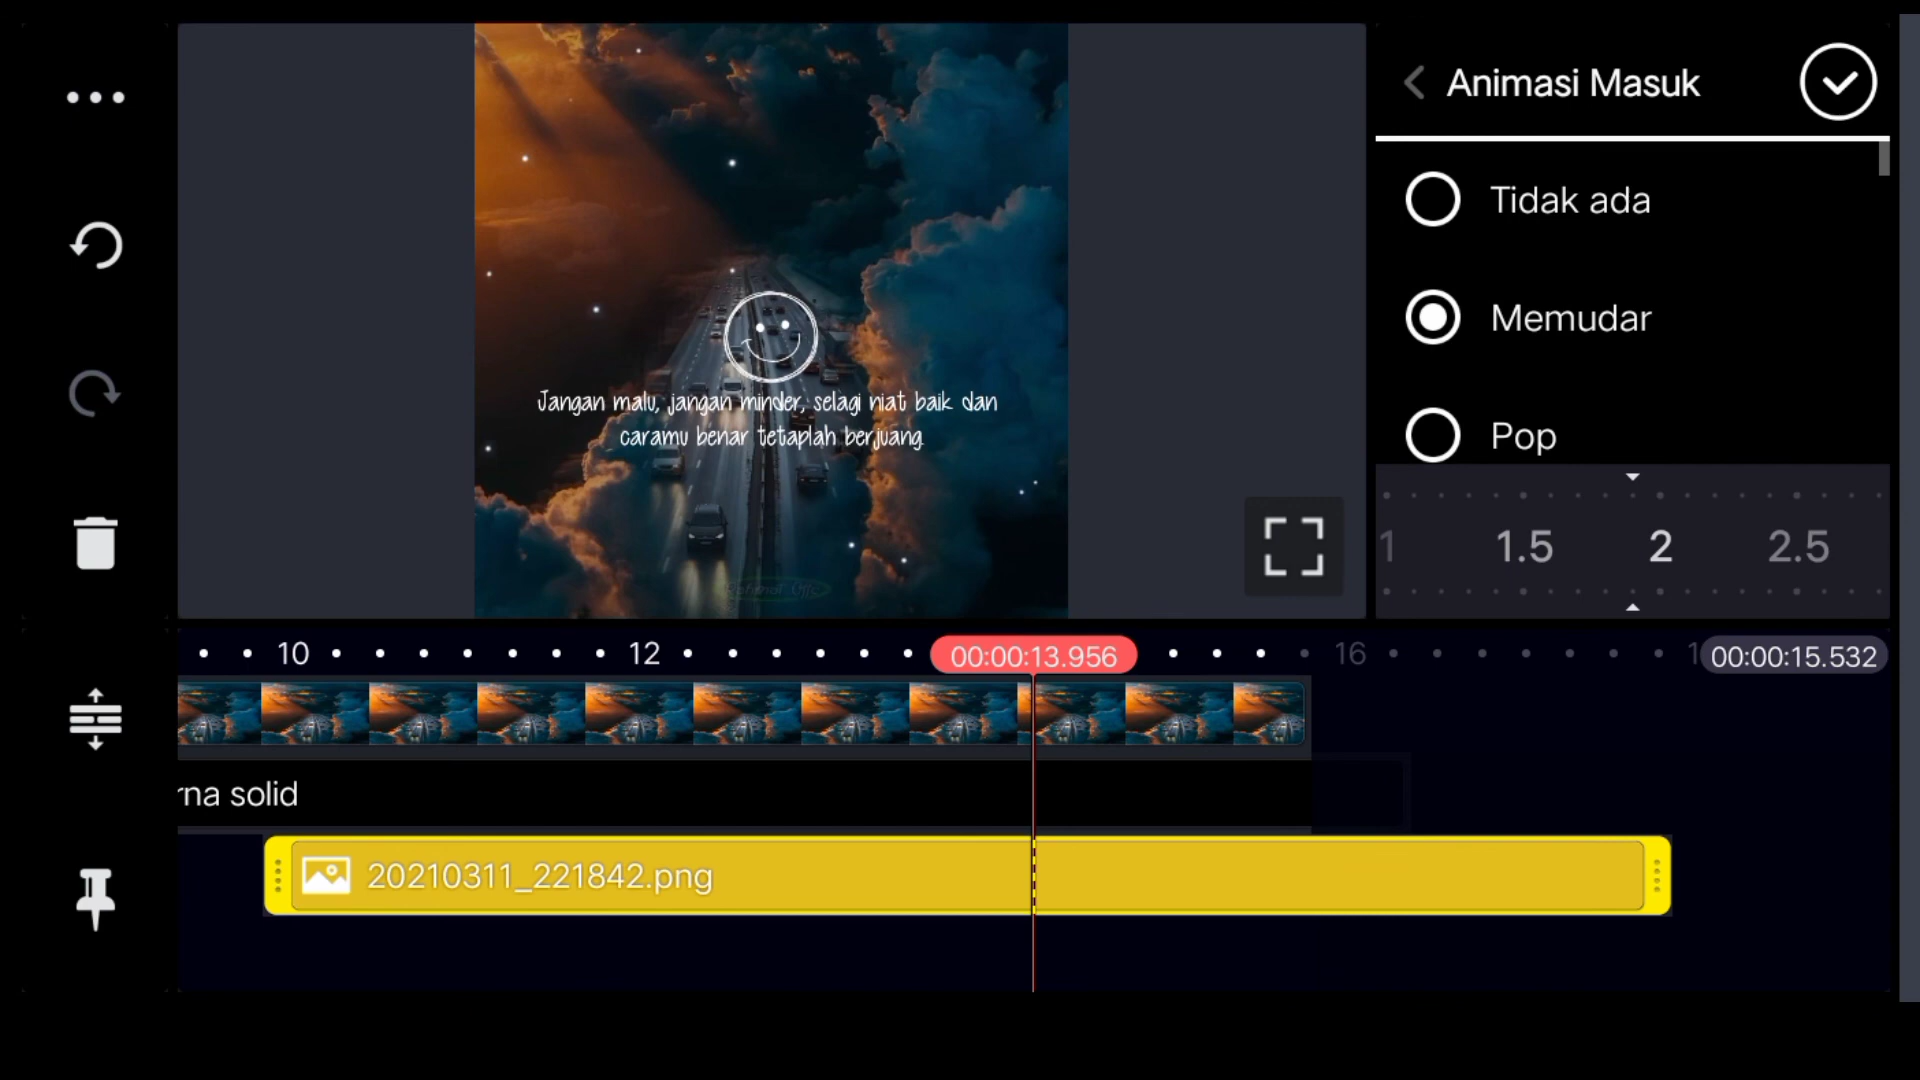 Animasi Masuk
Tidak ada
Memudar
Pop
1 1.5 2 2.5
Jangan malu, jangan minder, selagi niat baik dan
caramu benar tetaplah berjuang.
10 12 00:00:13.956 16 1 00:00:15.532
rna solid
20210311_221842.png